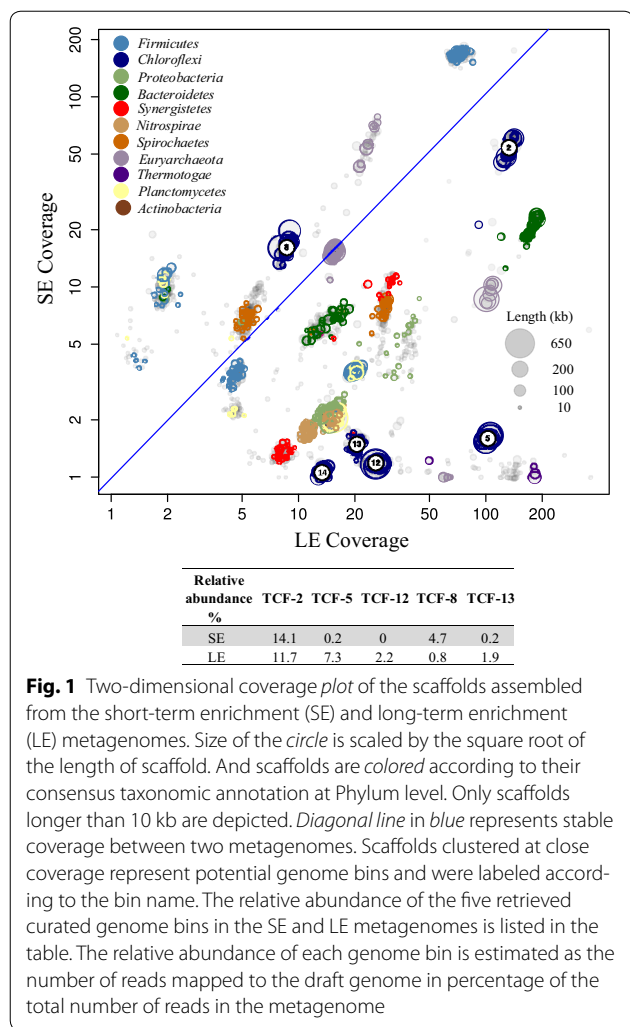 SE Coverage
200
100
50
20
10
5
2
1
Firmicutes
Chloroflexi
Proteobacteria
Bacteroidetes
Synergistetes
Nitrospirae
Spirochaetes
Euryarchaeota
Thermotogae
Planctomycetes
Actinobacteria
2
8
5
13
12
14
Length (kb)
650
200
100
10
1 2 5 10 20 50 100 200
LE Coverage
Relative
abundance TCF-2 TCF-5 TCF-12 TCF-8 TCF-13
%
SE 14.1 0.2 0 4.7 0.2
LE 11.7 7.3 2.2 0.8 1.9
Fig. 1 Two-dimensional coverage plot of the scaffolds assembled
from the short-term enrichment (SE) and long-term enrichment
(LE) metagenomes. Size of the circle is scaled by the square root of
the length of scaffold. And scaffolds are colored according to their
consensus taxonomic annotation at Phylum level. Only scaffolds
longer than 10 kb are depicted. Diagonal line in blue represents stable
coverage between two metagenomes. Scaffolds clustered at close
coverage represent potential genome bins and were labeled accord-
ing to the bin name. The relative abundance of the five retrieved
curated genome bins in the SE and LE metagenomes is listed in the
table. The relative abundance of each genome bin is estimated as the
number of reads mapped to the draft genome in percentage of the
total number of reads in the metagenome